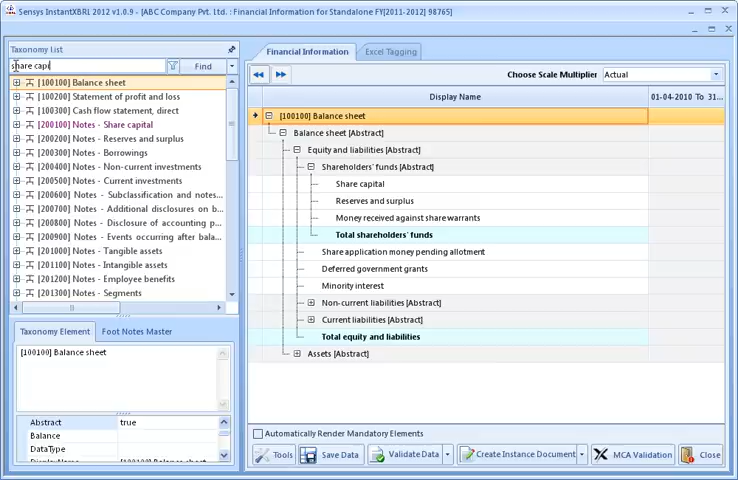 Sensys InstantXBRL 2012 v1.0.9 - [ABC Company Pvt. Ltd. : Financial Information for Standalone FY[2011-2012] 98765]
Taxonomy List
share capi
Find
[100100] Balance sheet
[100200] Statement of profit and loss
[100300] Cash flow statement, direct
[200100] Notes - Share capital
[200200] Notes - Reserves and surplus
[200300] Notes - Borrowings
[200400] Notes - Non-current investments
[200500] Notes - Current investments
[200600] Notes - Subclassification and notes...
[200700] Notes - Additional disclosures on b...
[200800] Notes - Disclosure of accounting p...
[200900] Notes - Events occurring after bala...
[201000] Notes - Tangible assets
[201100] Notes - Intangible assets
[201200] Notes - Employee benefits
[201300] Notes - Segments
Taxonomy Element
Foot Notes Master
[100100] Balance sheet
Abstract true
Balance
DataType
DisplayName [100100] Balance sheet
Financial Information
Excel Tagging
Choose Scale Multiplier Actual
Display Name
01-04-2010 To 31...
[100100] Balance sheet
Balance sheet [Abstract]
Equity and liabilities [Abstract]
Shareholders' funds [Abstract]
Share capital
Reserves and surplus
Money received against share warrants
Total shareholders' funds
Share application money pending allotment
Deferred government grants
Minority interest
Non-current liabilities [Abstract]
Current liabilities [Abstract]
Total equity and liabilities
Assets [Abstract]
Automatically Render Mandatory Elements
Tools
Save Data
Validate Data
Create Instance Document
MCA Validation
Close